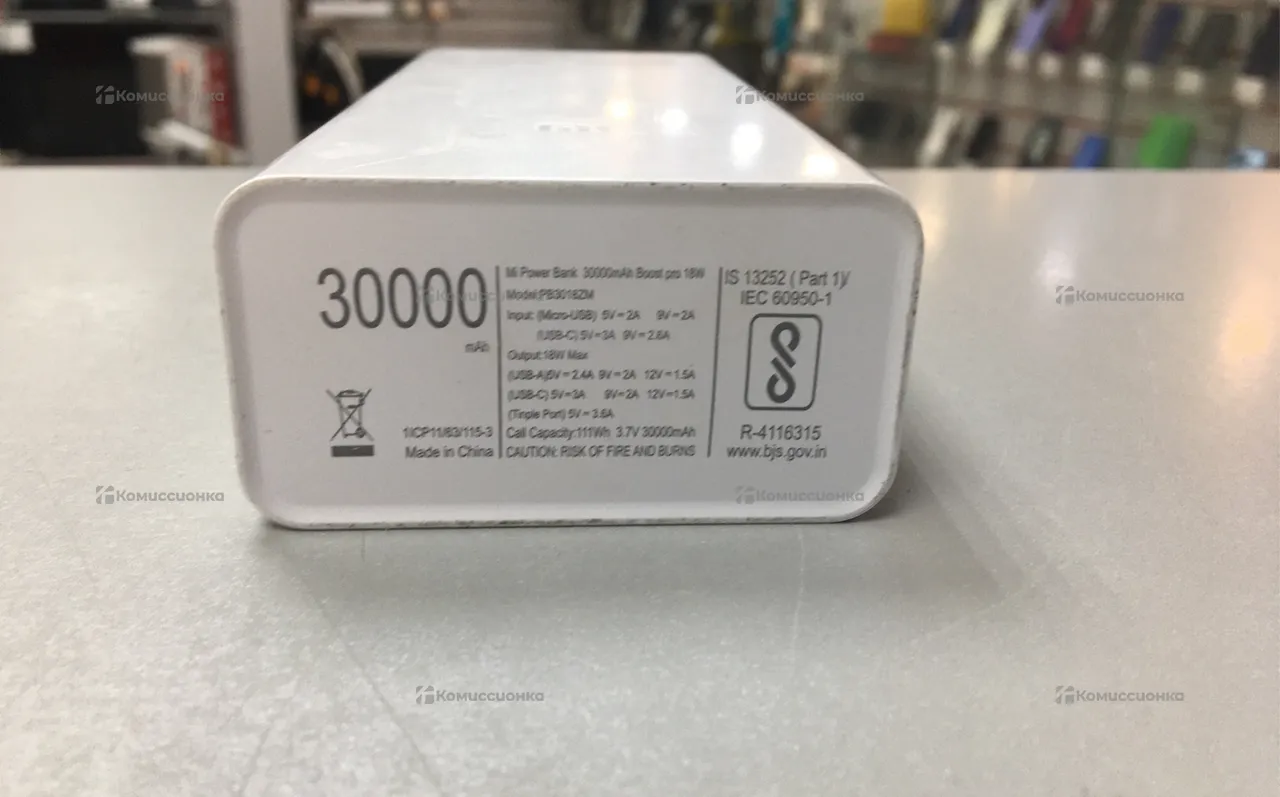 30000
mAh
1ICP11/63/115-3
Made in China
Mi Power Bank 30000mAh Boost pro 18W
Model:PB3018ZM
Input: (Micro-USB) 5V⎓2A 9V⎓2A
(USB-C) 5V⎓3A 9V⎓2.6A
Output:18W Max
(USB-A)5V⎓2.4A 9V⎓2A 12V⎓1.5A
(USB-C) 5V⎓3A 9V⎓2A 12V⎓1.5A
(Tinple Port) 5V⎓3.6A
Call Capacity:111Wh 3.7V 30000mAh
CAUTION: RISK OF FIRE AND BURNS
IS 13252 ( Part 1)/
IEC 60950-1
R-4116315
www.bjs.gov.in
Комиссионка
Комиссионка
Комиссионка
Комиссионка
Комиссионка
Комиссионка
Комиссионка
Комиссионка